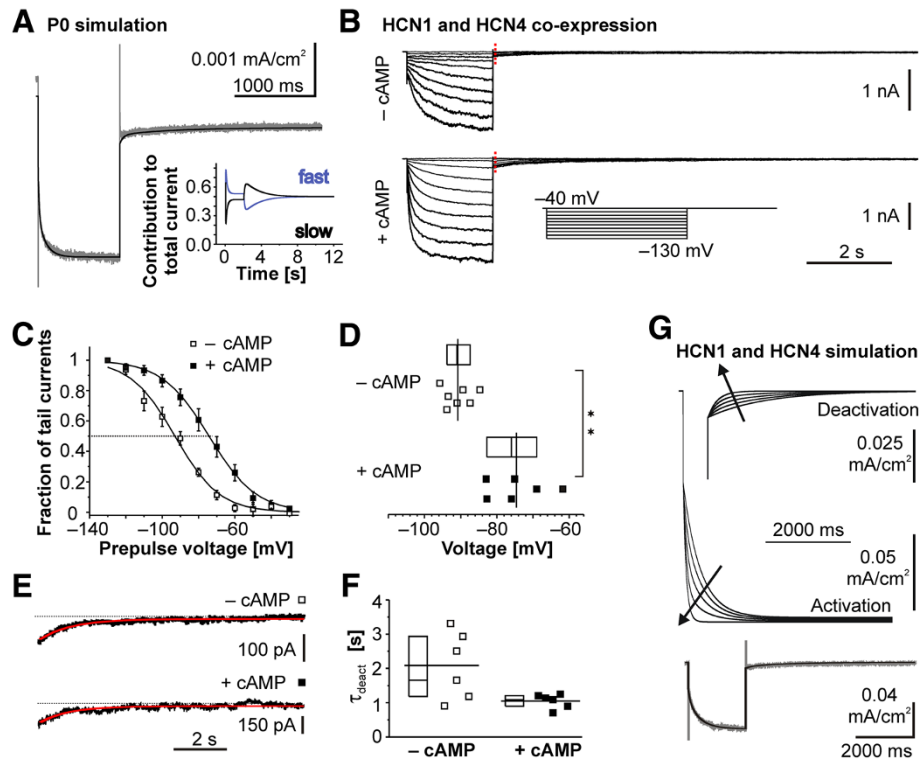 A P0 simulation
0.001 mA/cm²
1000 ms
Contribution to
total current
0.6
0.3
0.0
fast
slow
0 4 8 12
Time [s]
B HCN1 and HCN4 co-expression
– cAMP
1 nA
+ cAMP
1 nA
–40 mV
–130 mV
2 s
C
– cAMP
+ cAMP
Fraction of tail currents
1
0.8
0.6
0.4
0.2
0
–140 –100 –60
Prepulse voltage [mV]
D
– cAMP
+ cAMP
* *
–100 –80 –60
Voltage [mV]
E
– cAMP
100 pA
+ cAMP
150 pA
2 s
F
τdeact [s]
4
3
2
1
0
– cAMP + cAMP
G
HCN1 and HCN4 simulation
Deactivation
0.025
mA/cm²
2000 ms
0.05
mA/cm²
Activation
0.04
mA/cm²
2000 ms